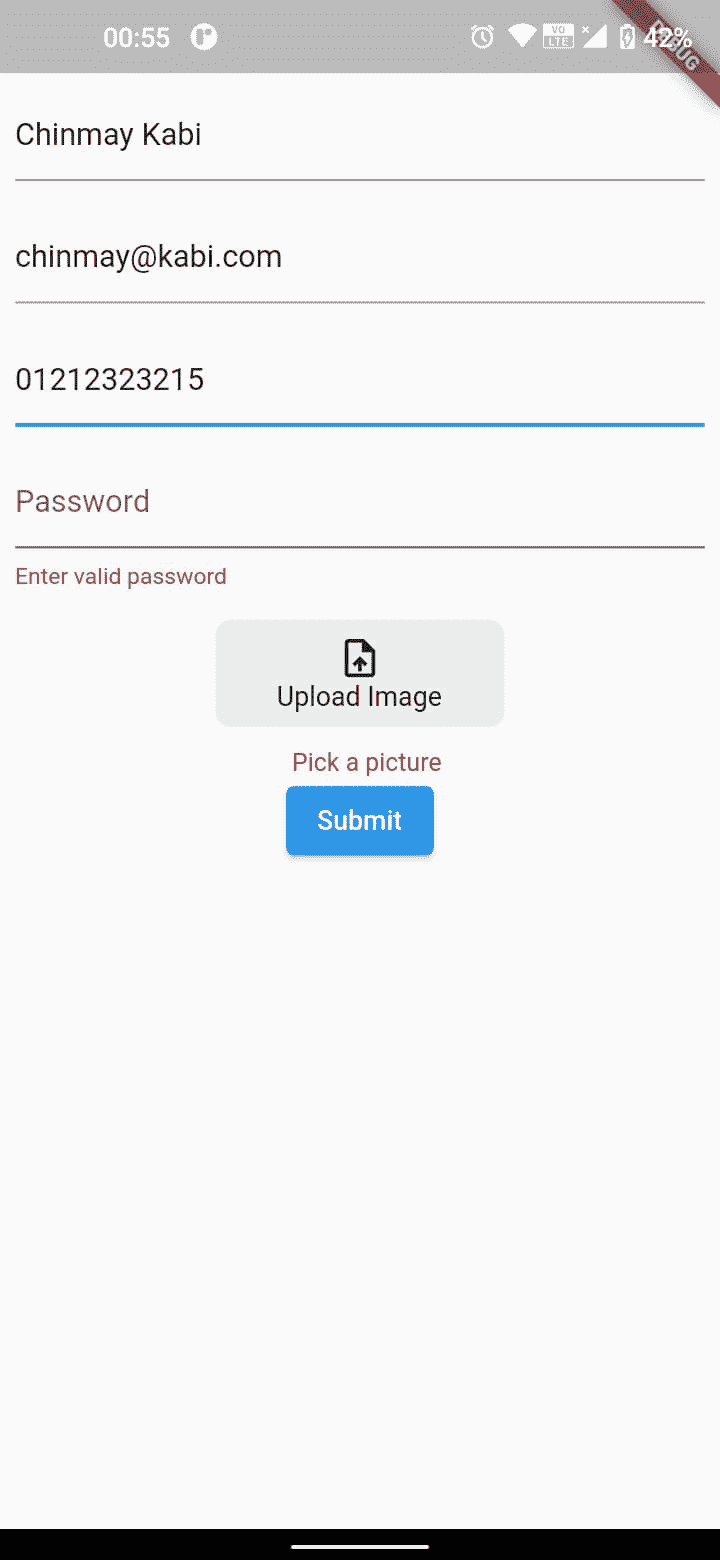 00:55
VO
LTE
42%
DEBUG
Chinmay Kabi
chinmay@kabi.com
01212323215
Password
Enter valid password
Upload Image
Pick a picture
Submit